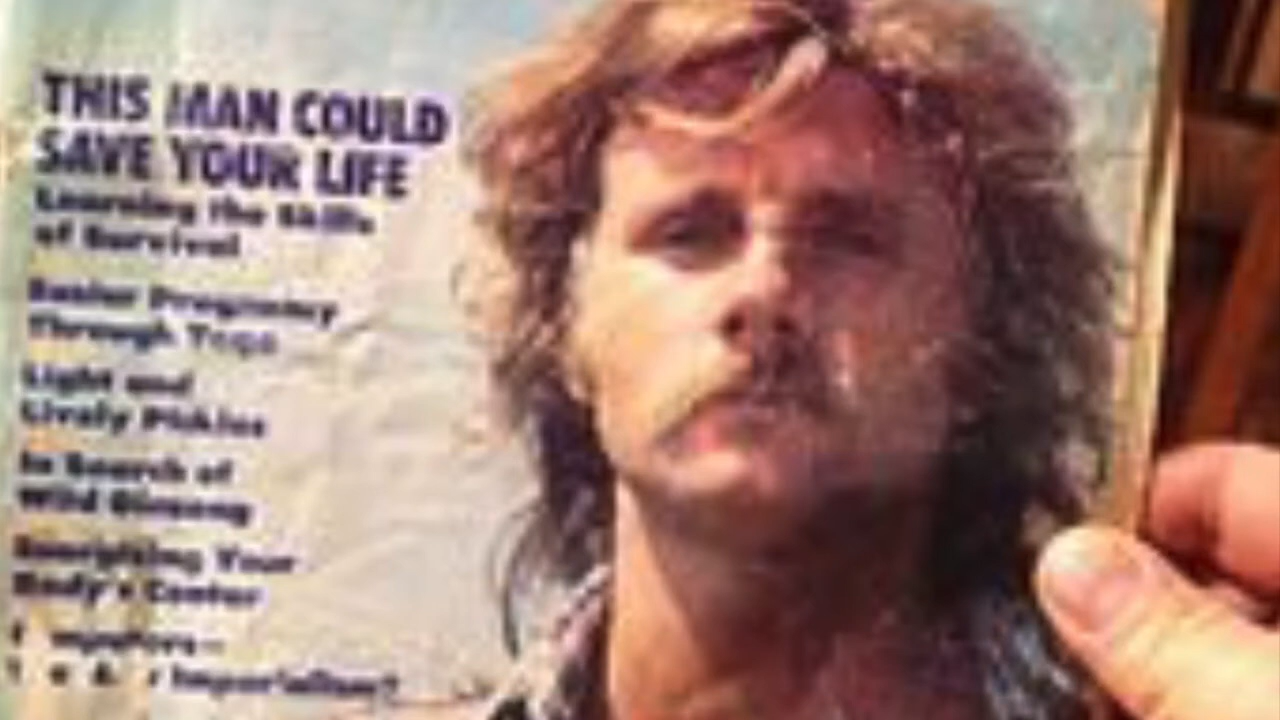 THIS MAN COULD
SAVE YOUR LIFE
Learning the Skills
of Survival
Easier Pregnancy
Through Yoga
Light and
Lively Pickles
In Search of
Wild Ginseng
Energizing Your
Body's Center
Imperialism?